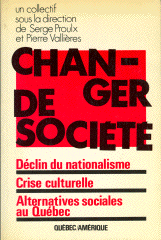 un collectif
sous la direction
de Serge Proulx
et Pierre Vallières
CHAN-
GER
DE
SOCIÉTÉ
Déclin du nationalisme
Crise culturelle
Alternatives sociales
au Québec
QUÉBEC/AMÉRIQUE